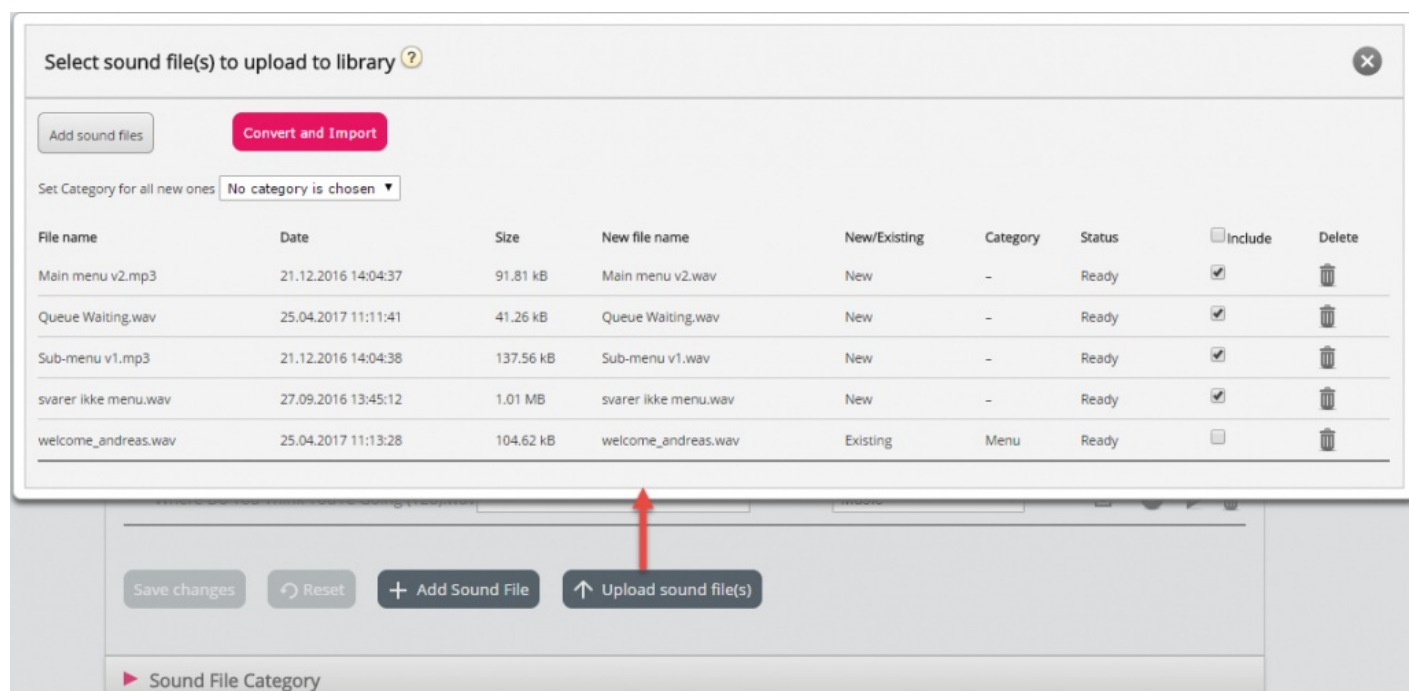 Select sound file(s) to upload to library ?
Add sound files Convert and Import
Set Category for all new ones No category is chosen
File name Date Size New file name New/Existing Category Status Include Delete
Main menu v2.mp3 21.12.2016 14:04:37 91.81 kB Main menu v2.wav New – Ready
Queue Waiting.wav 25.04.2017 11:11:41 41.26 kB Queue Waiting.wav New – Ready
Sub-menu v1.mp3 21.12.2016 14:04:38 137.56 kB Sub-menu v1.wav New – Ready
svarer ikke menu.wav 27.09.2016 13:45:12 1.01 MB svarer ikke menu.wav New – Ready
welcome_andreas.wav 25.04.2017 11:13:28 104.62 kB welcome_andreas.wav Existing Menu Ready
Save changes Reset + Add Sound File Upload sound file(s)
Sound File Category